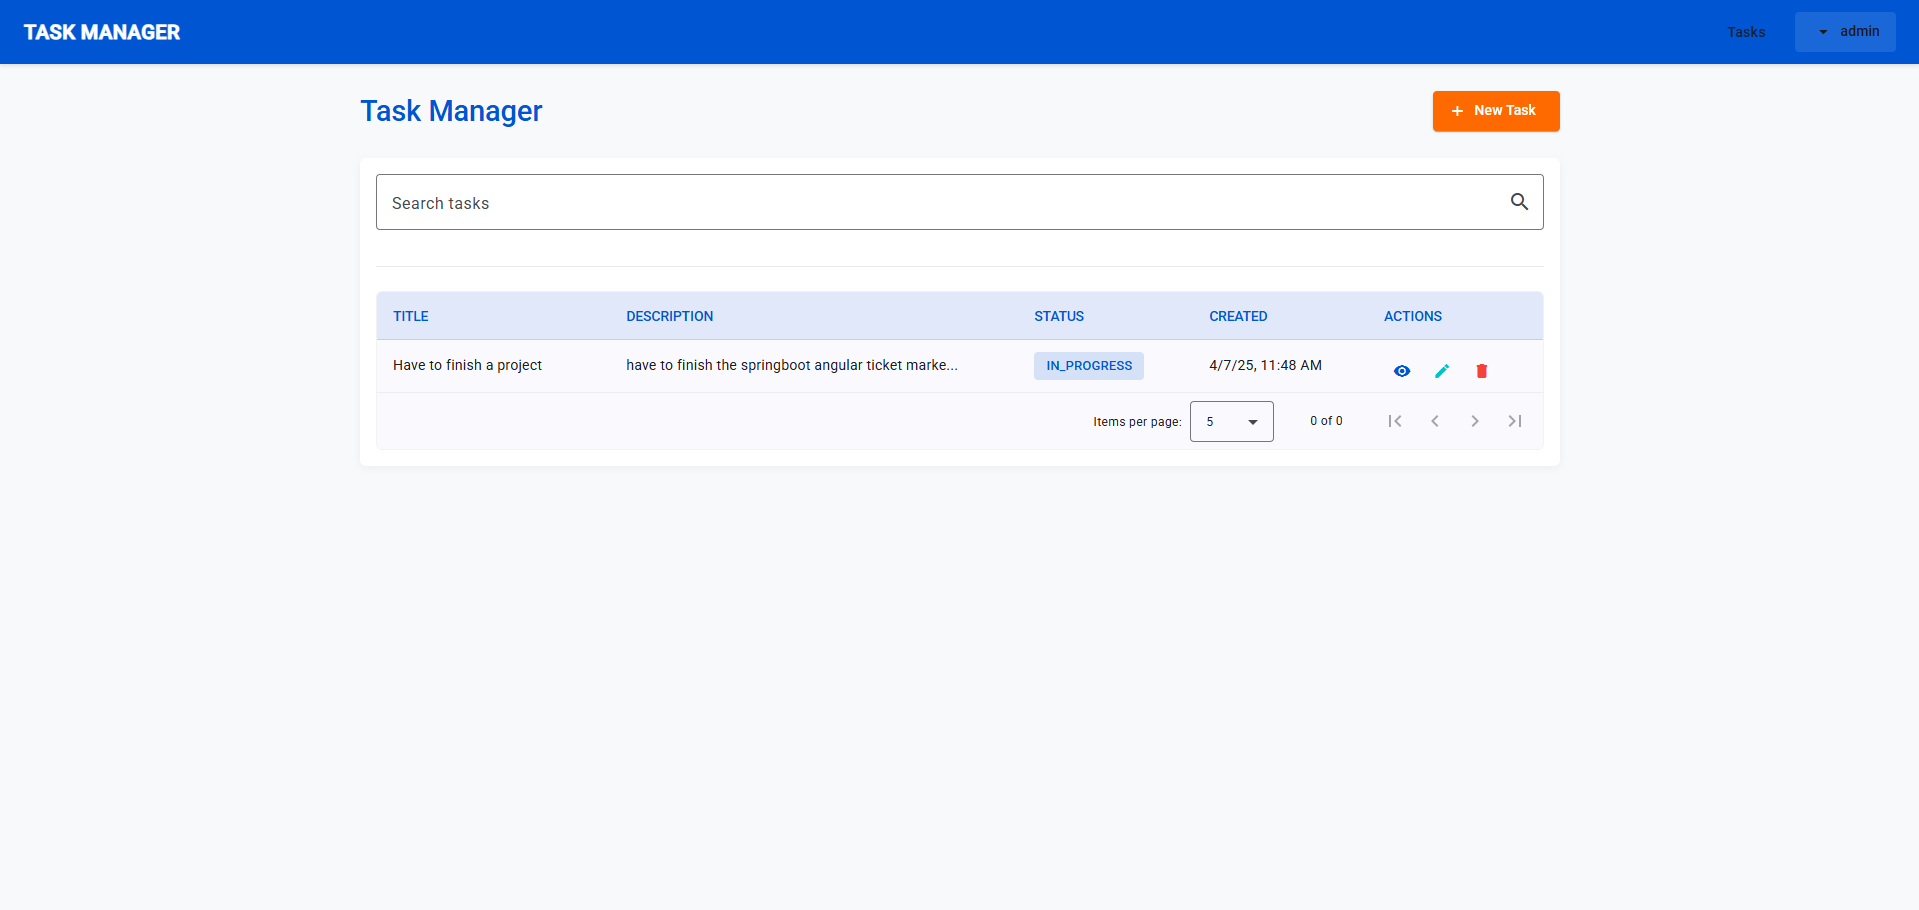 TASK MANAGER
Tasks
admin
Task Manager
New Task
Search tasks
TITLE DESCRIPTION STATUS CREATED ACTIONS
Have to finish a project have to finish the springboot angular ticket marke... IN_PROGRESS 4/7/25, 11:48 AM
Items per page: 5 0 of 0